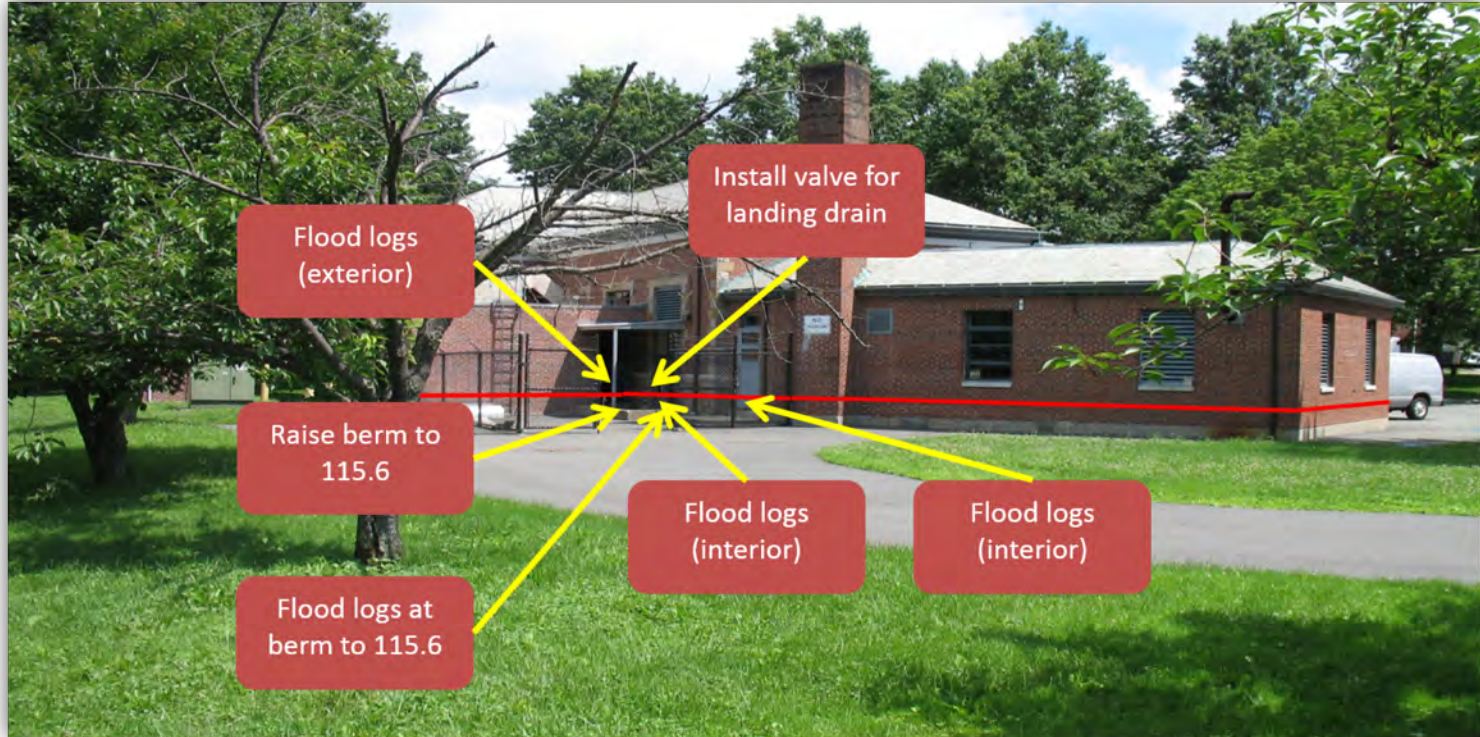 Install valve for
landing drain
Flood logs
(exterior)
Raise berm to
115.6
Flood logs
(interior)
Flood logs
(interior)
Flood logs at
berm to 115.6